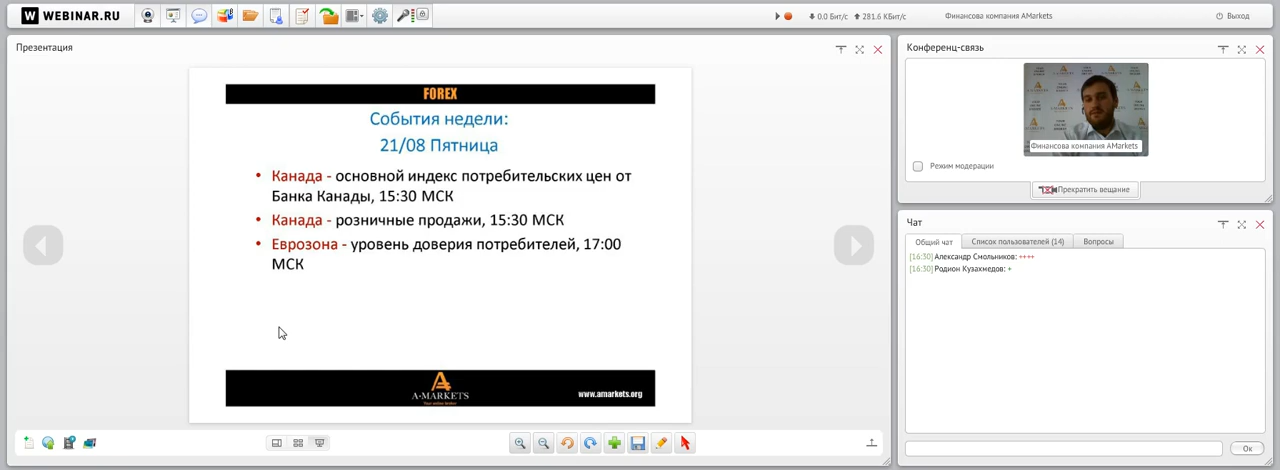 W WEBINAR.RU
0.0 Бит/с 281.6 КБит/с
Финансова компания AMarkets
Выход
Презентация
FOREX
События недели:
21/08 Пятница
• Канада - основной индекс потребительских цен от
Банка Канады, 15:30 МСК
• Канада - розничные продажи, 15:30 МСК
• Еврозона - уровень доверия потребителей, 17:00
МСК
A-MARKETS
Your online broker
www.amarkets.org
Конференц-связь
Финансова компания AMarkets
Режим модерации
Прекратить вещание
Чат
Общий чат Список пользователей (14) Вопросы
[16:30] Александр Смольников: ++++
[16:30] Родион Кузахмедов: +
Ок